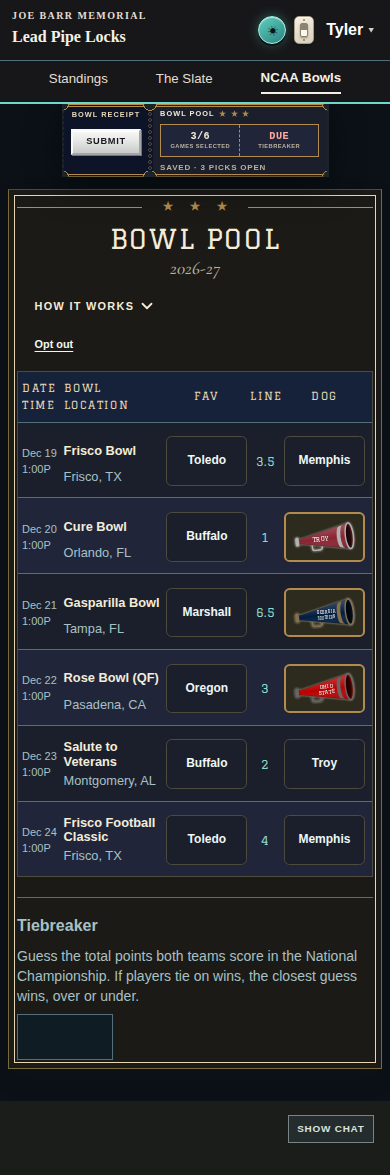 JOE BARR MEMORIAL
Lead Pipe Locks
Tyler
Standings
The Slate
NCAA Bowls
BOWL RECEIPT
SUBMIT
BOWL POOL ★ ★ ★
3/6
GAMES SELECTED
DUE
TIEBREAKER
SAVED · 3 PICKS OPEN
★ ★ ★
BOWL POOL
2026-27
HOW IT WORKS
Opt out
DATE TIME
BOWL LOCATION
FAV
LINE
DOG
Dec 19 1:00P
Frisco Bowl
Frisco, TX
Toledo
3.5
Memphis
Dec 20 1:00P
Cure Bowl
Orlando, FL
Buffalo
1
TROY
Dec 21 1:00P
Gasparilla Bowl
Tampa, FL
Marshall
6.5
Dec 22 1:00P
Rose Bowl (QF)
Pasadena, CA
Oregon
3
OHIO STATE
Dec 23 1:00P
Salute to Veterans
Montgomery, AL
Buffalo
2
Troy
Dec 24 1:00P
Frisco Football Classic
Frisco, TX
Toledo
4
Memphis
Tiebreaker
Guess the total points both teams score in the National
Championship. If players tie on wins, the closest guess
wins, over or under.
SHOW CHAT